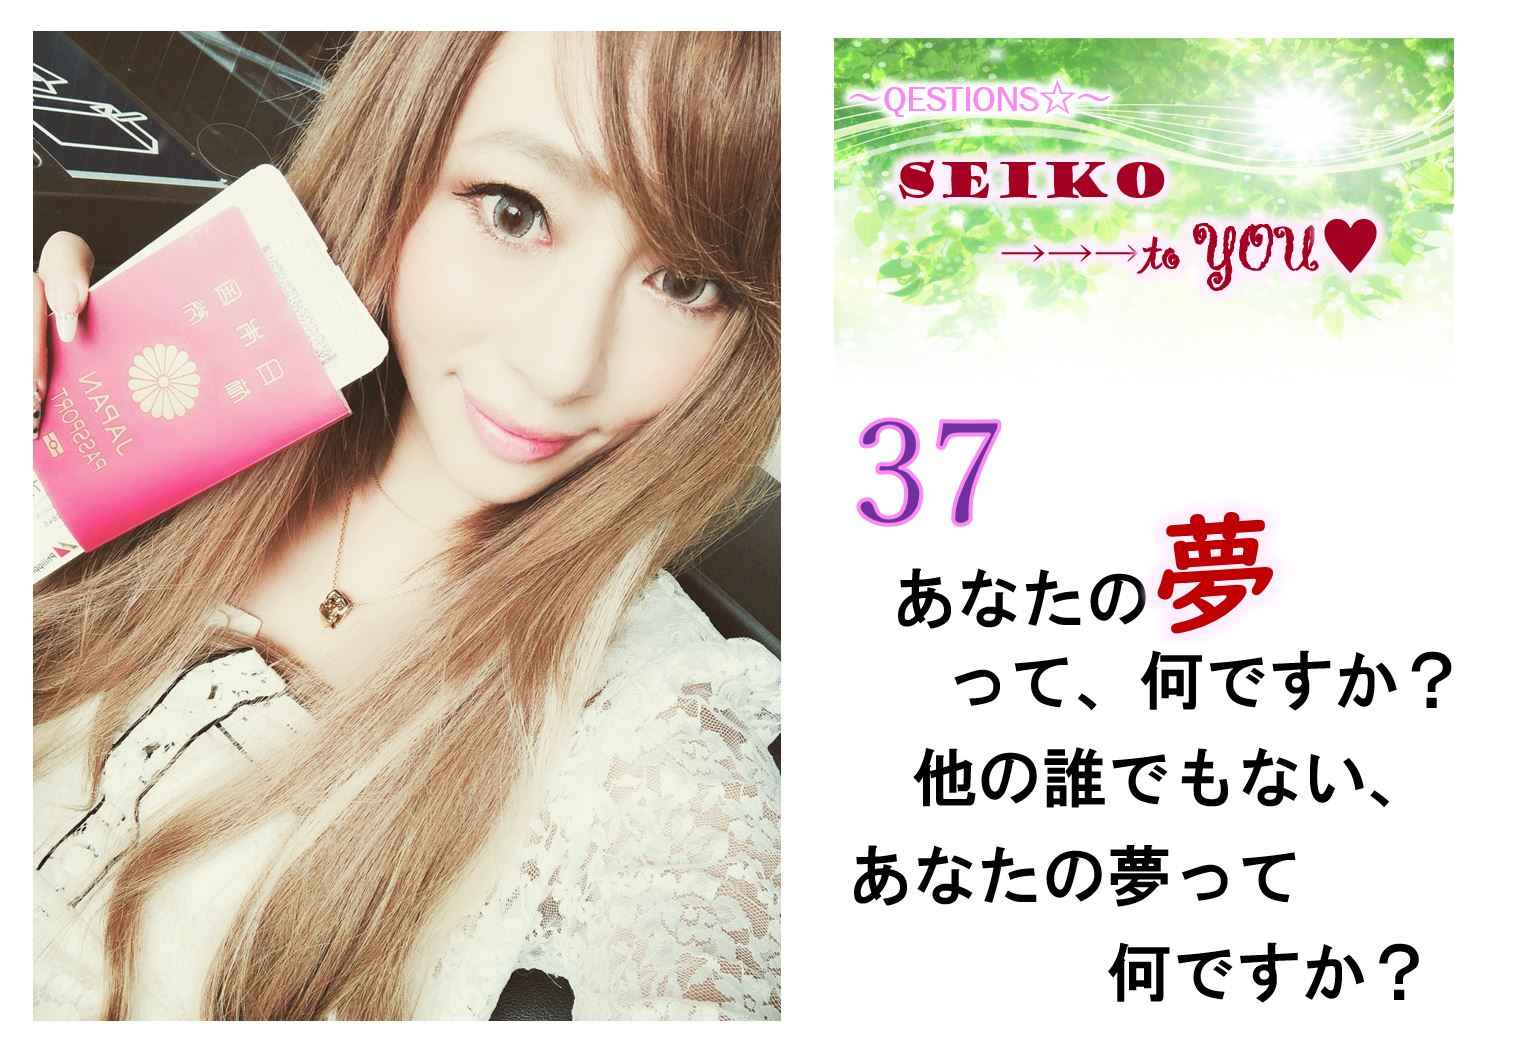 ～QESTIONS☆～
SEIKO
→→→to YOU♥
37
あなたの夢
って、何ですか？
他の誰でもない、
あなたの夢って
何ですか？
日本国
旅券
JAPAN
PASSPORT